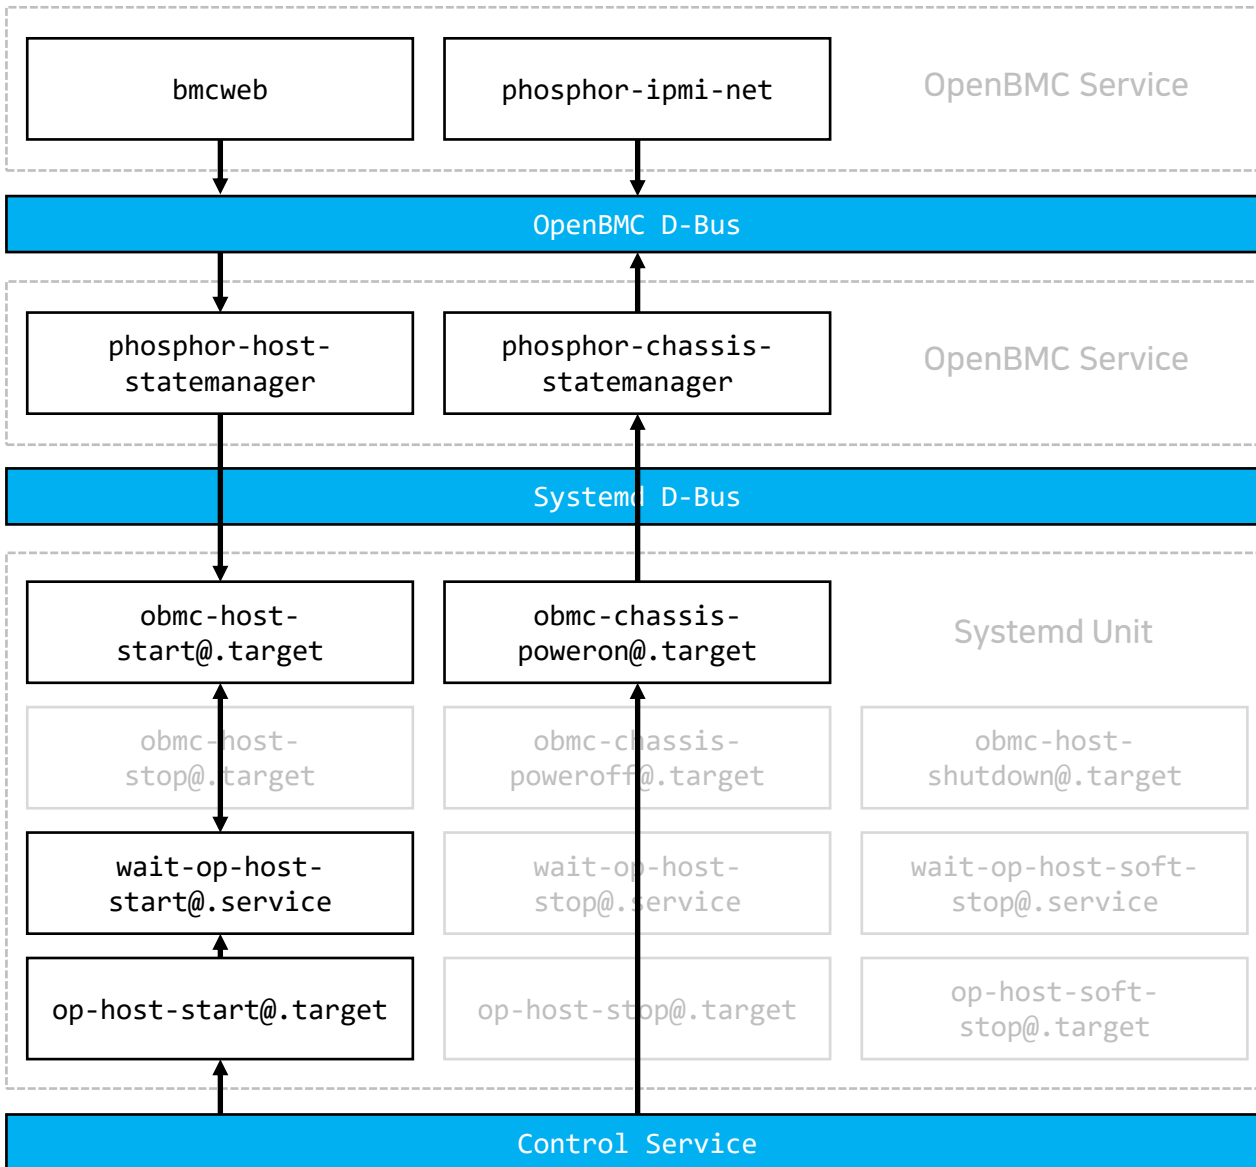 bmcweb
phosphor-ipmi-net
OpenBMC Service
OpenBMC D-Bus
phosphor-host-
statemanager
phosphor-chassis-
statemanager
OpenBMC Service
Systemd D-Bus
obmc-host-
start@.target
obmc-chassis-
poweron@.target
Systemd Unit
obmc-host-
stop@.target
obmc-chassis-
poweroff@.target
obmc-host-
shutdown@.target
wait-op-host-
start@.service
wait-op-host-
stop@.service
wait-op-host-soft-
stop@.service
op-host-start@.target
op-host-stop@.target
op-host-soft-
stop@.target
Control Service